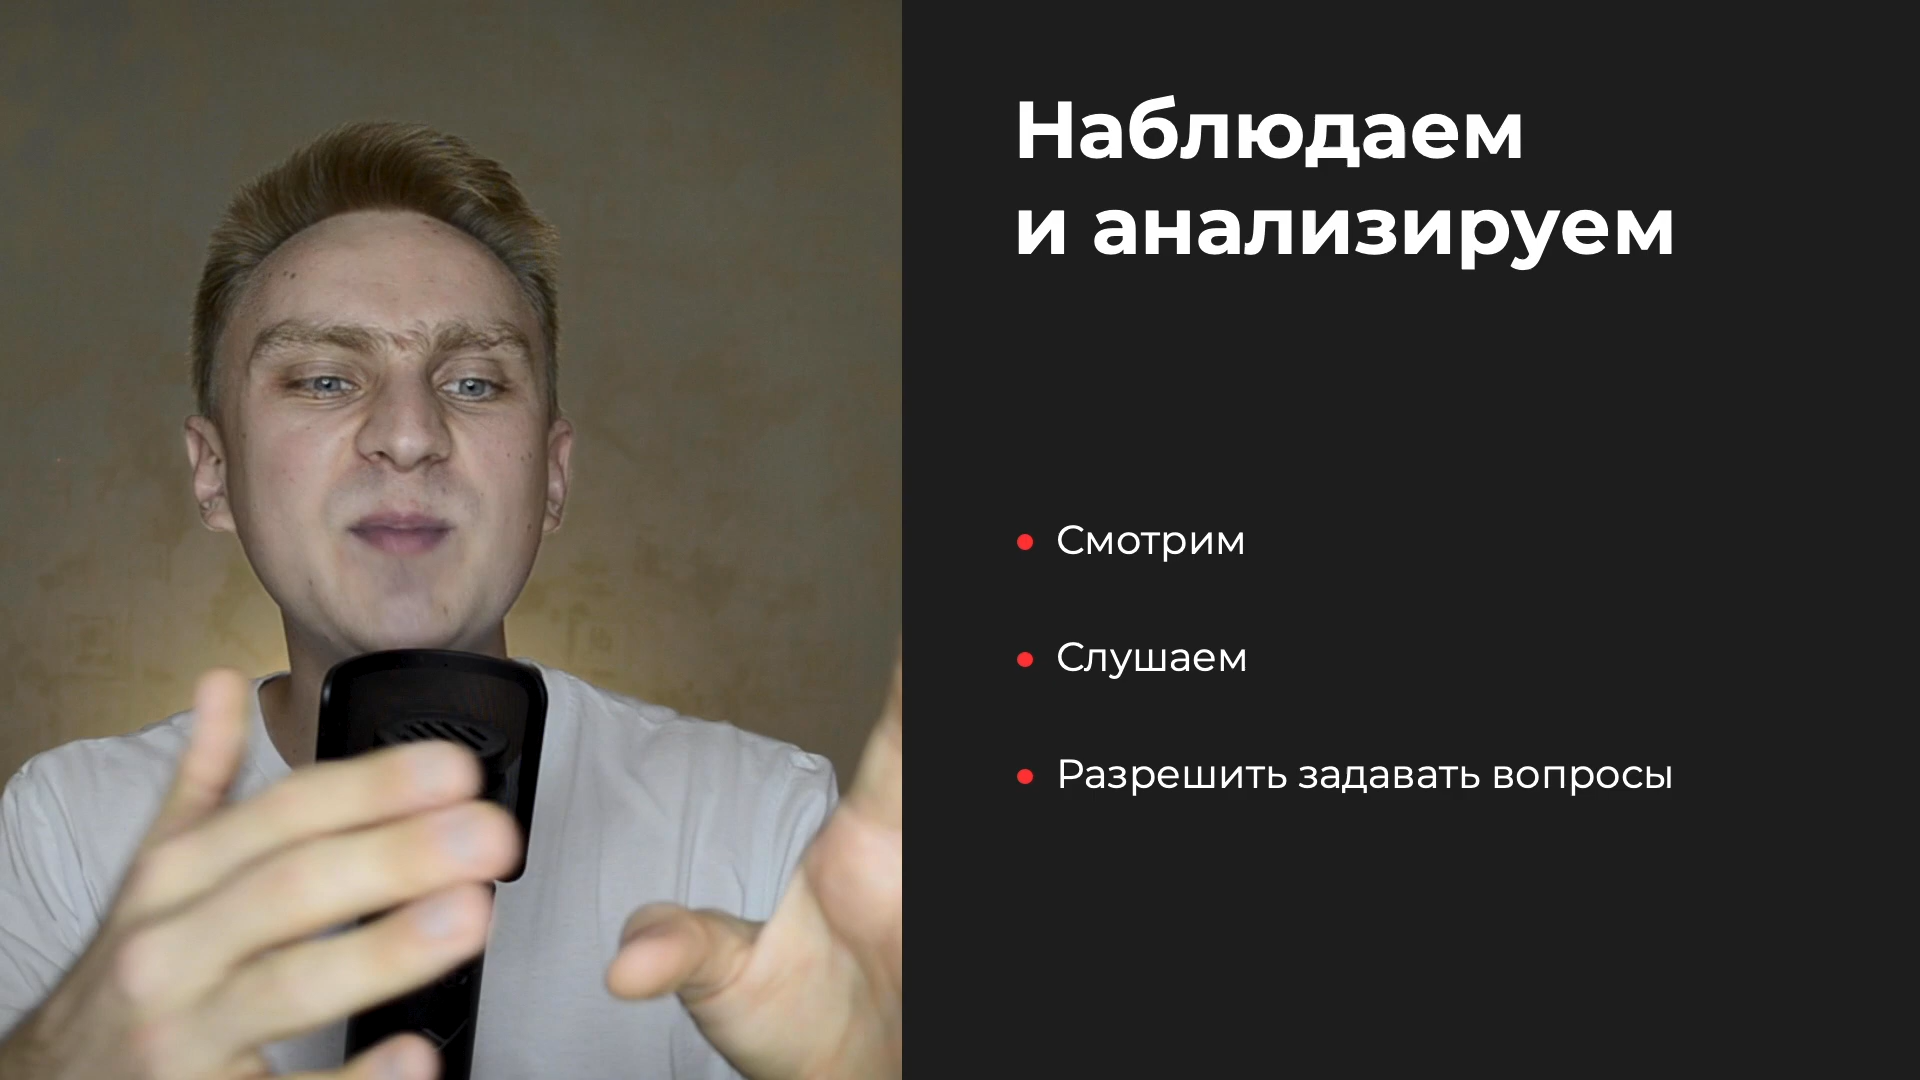 Наблюдаем
и анализируем
Смотрим
Слушаем
Разрешить задавать вопросы